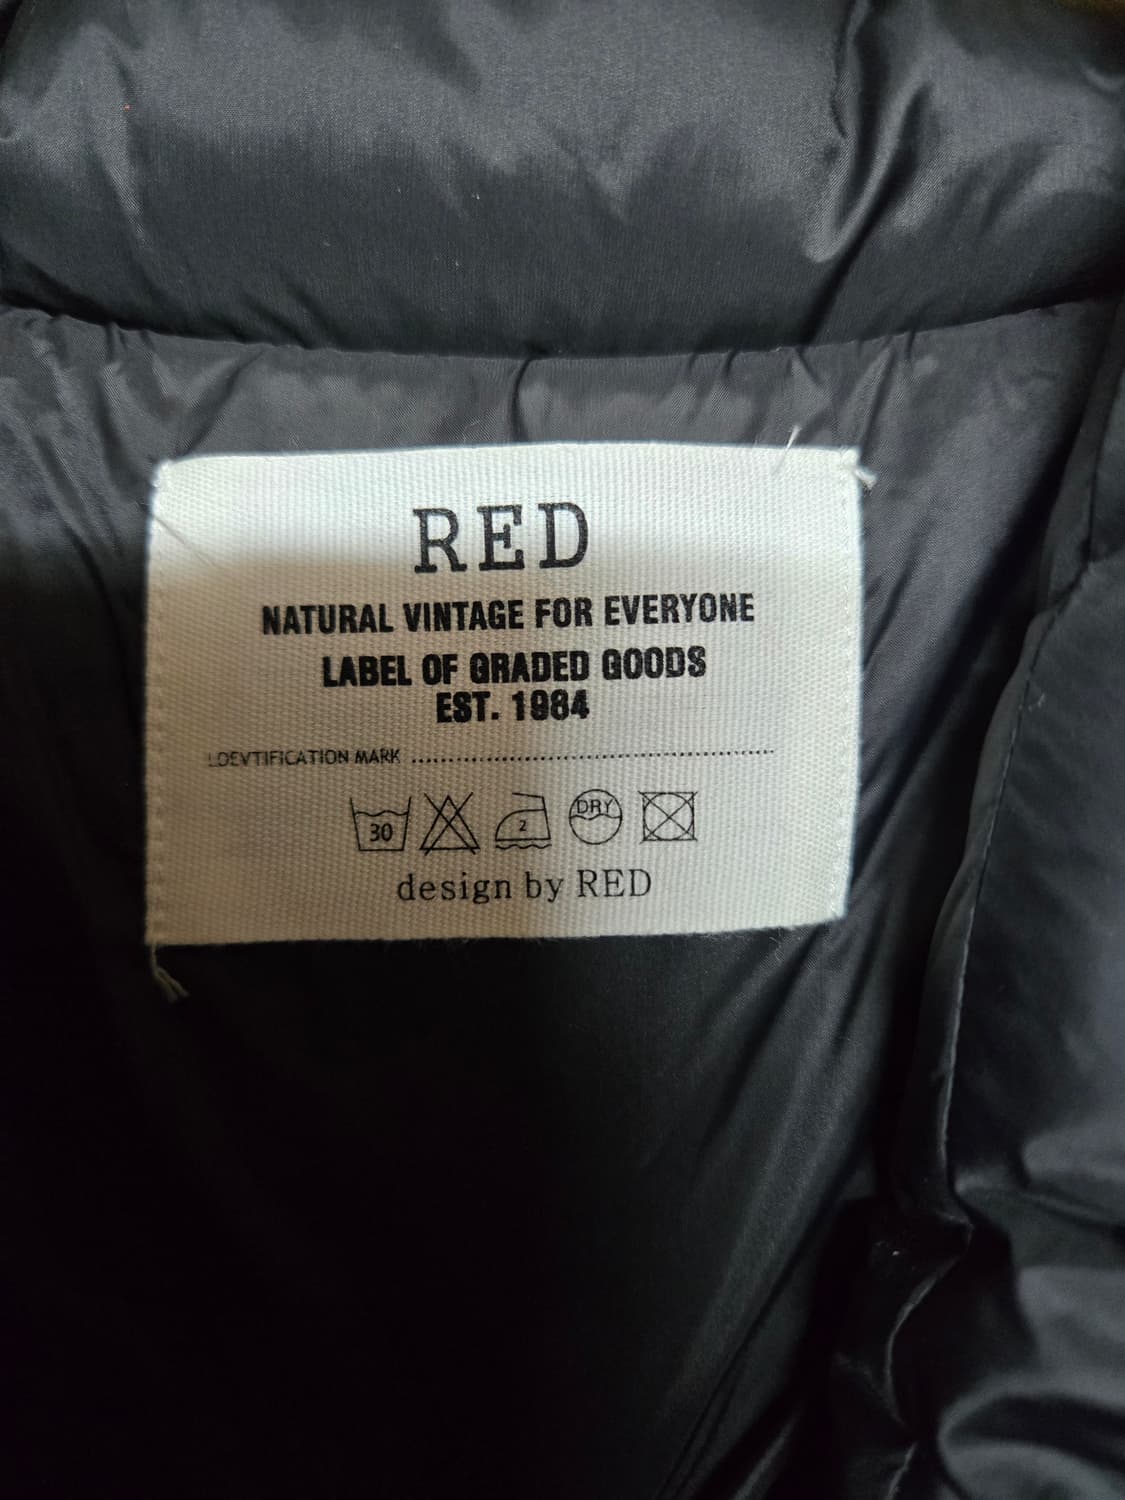 RED
NATURAL VINTAGE FOR EVERYONE
LABEL OF GRADED GOODS
EST. 1984
LDEVTIFICATION MARK ................................................
30 2 DRY
design by RED